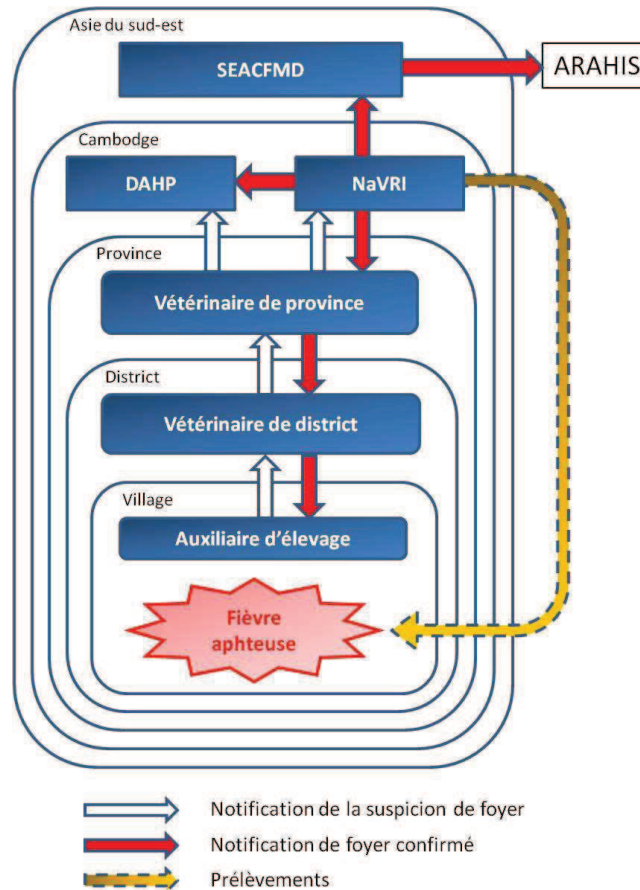 Asie du sud-est
SEACFMD
ARAHIS
Cambodge
DAHP
NaVRI
Province
Vétérinaire de province
District
Vétérinaire de district
Village
Auxiliaire d'élevage
Fièvre
aphteuse
Notification de la suspicion de foyer
Notification de foyer confirmé
Prélèvements